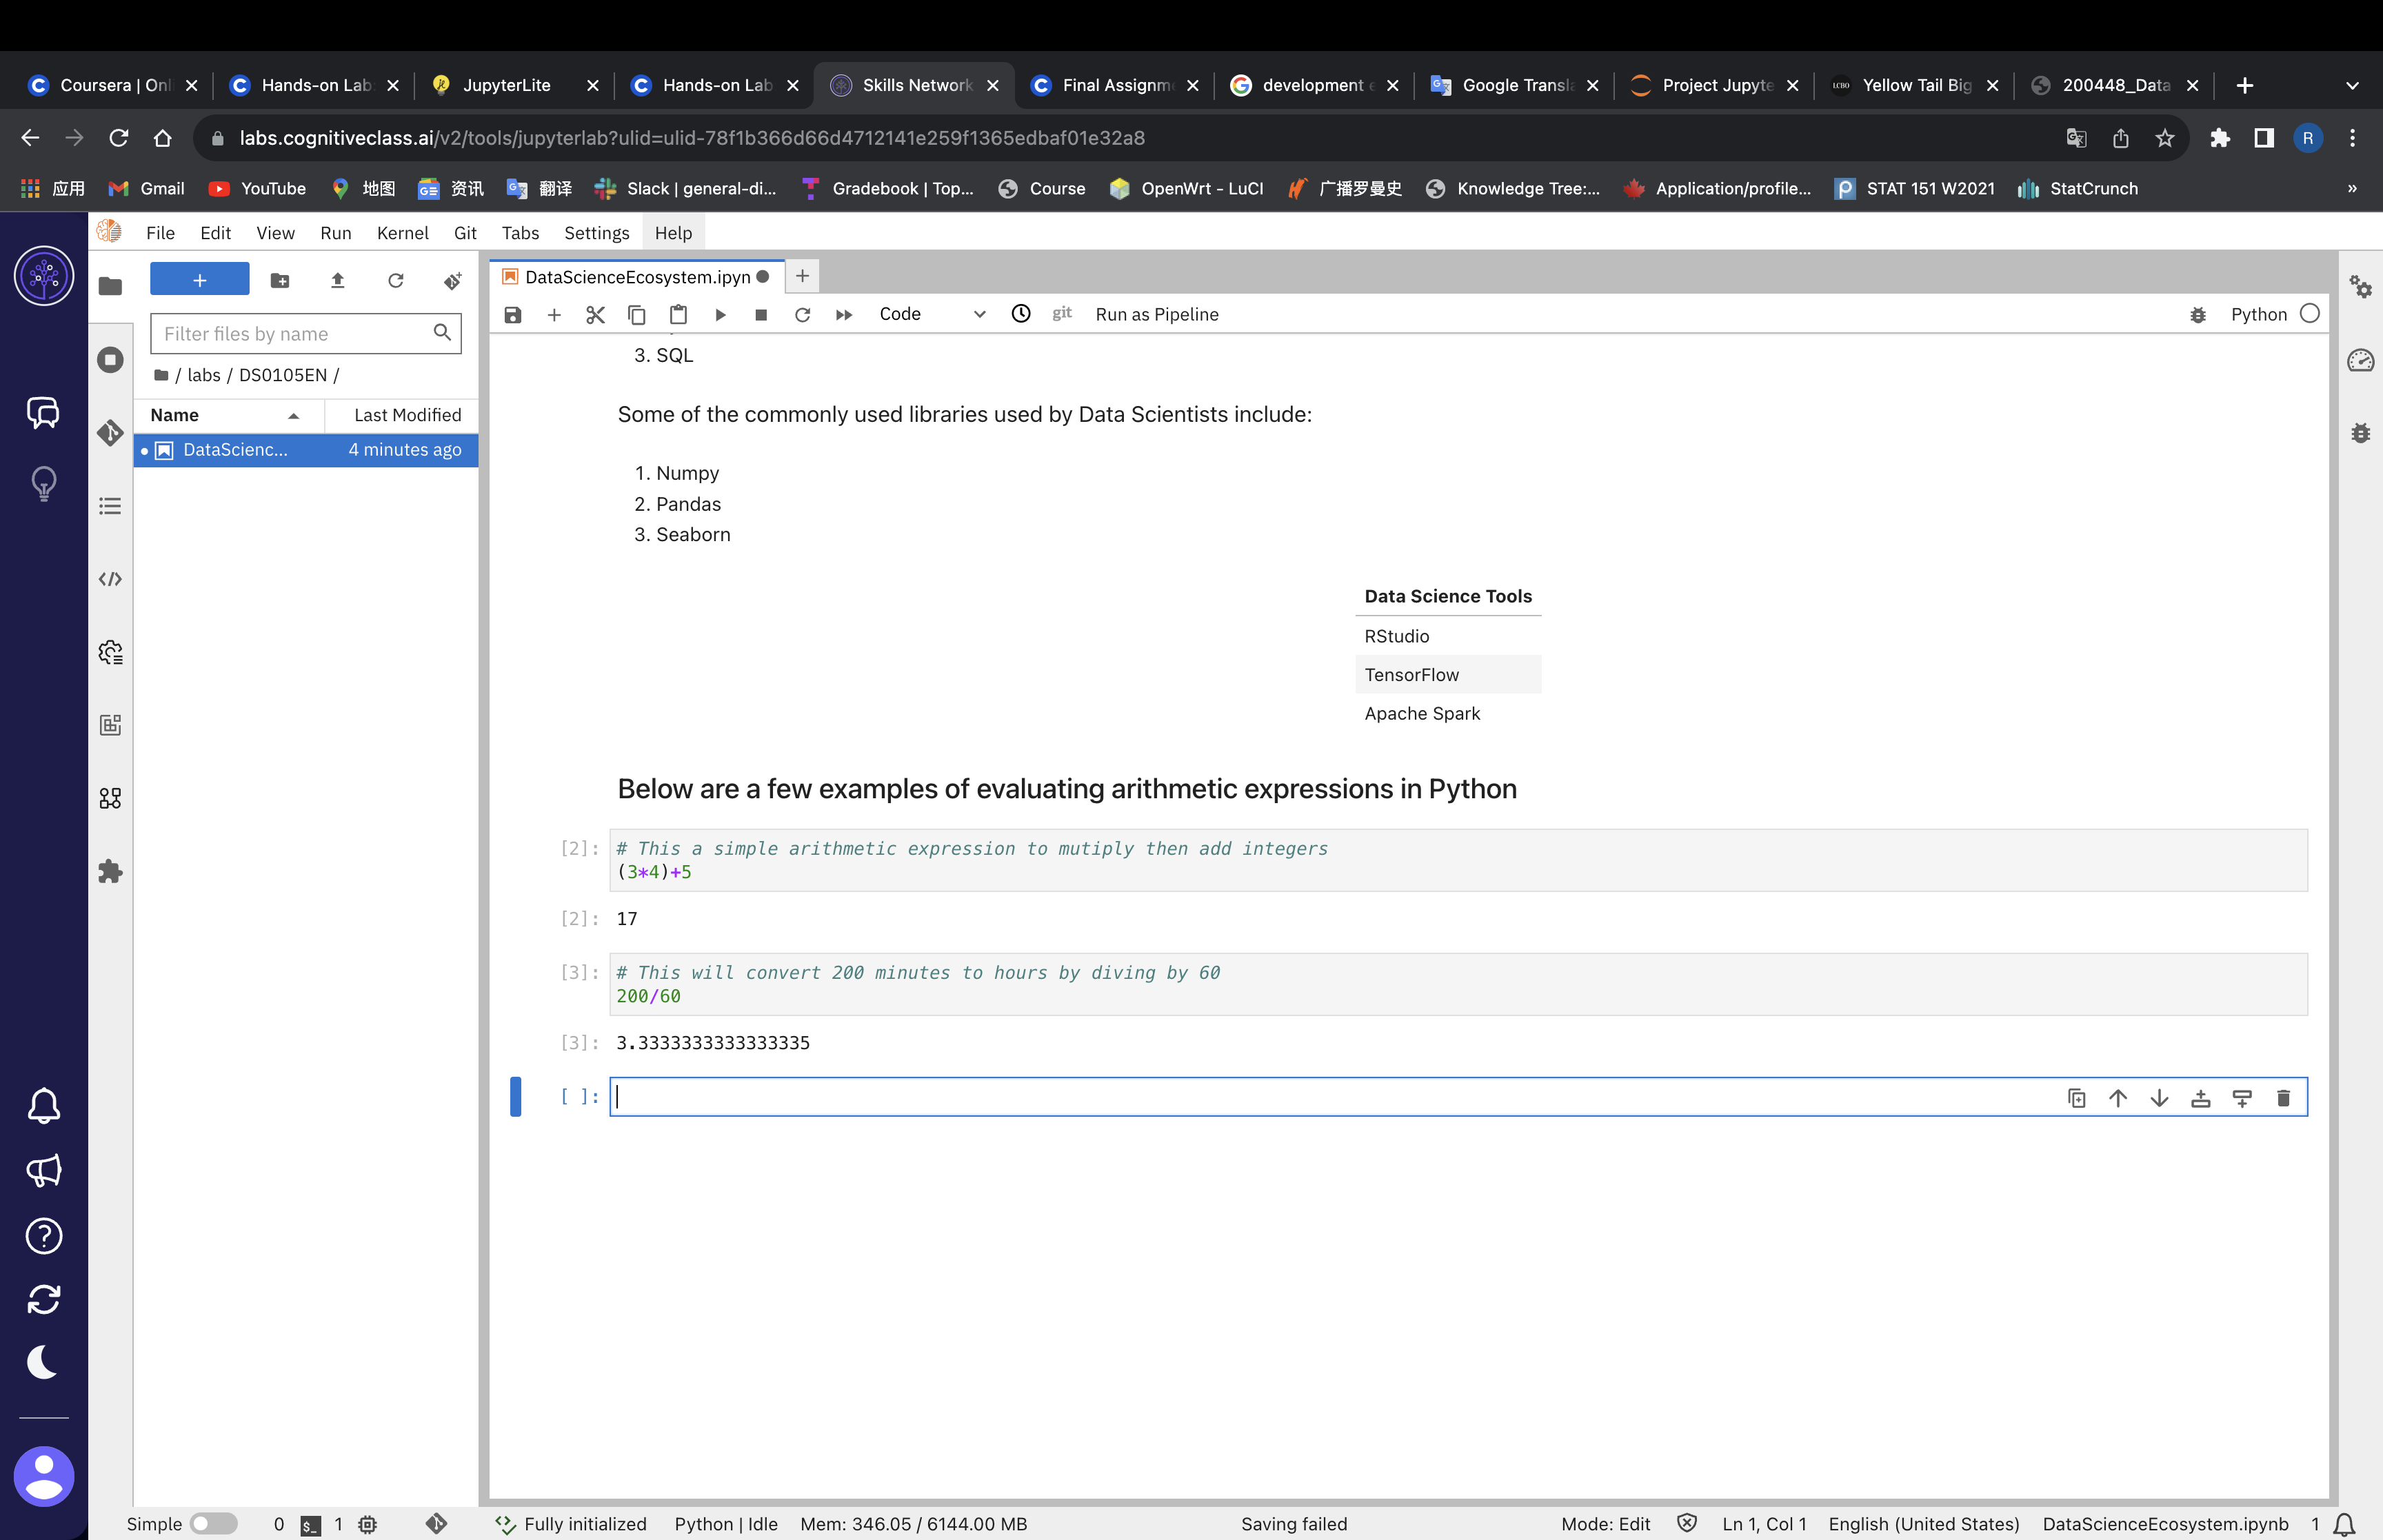 Coursera | Onl
Hands-on Lab
JupyterLite
Hands-on Lab
Skills Network
Final Assignm
development e
Google Transla
Project Jupyte
LCBO Yellow Tail Big
200448_Data
labs.cognitiveclass.ai/v2/tools/jupyterlab?ulid=ulid-78f1b366d66d4712141e259f1365edbaf01e32a8
R
应用 Gmail YouTube 地图 资讯 翻译 Slack | general-di... Gradebook | Top... Course OpenWrt - LuCI 广播罗曼史 Knowledge Tree:... Application/profile... STAT 151 W2021 StatCrunch »
File Edit View Run Kernel Git Tabs Settings Help
DataScienceEcosystem.ipyn
Code git Run as Pipeline Python
Filter files by name
/ labs / DS0105EN /
Name Last Modified
DataScienc... 4 minutes ago
3. SQL
Some of the commonly used libraries used by Data Scientists include:
1. Numpy
2. Pandas
3. Seaborn
Data Science Tools
RStudio
TensorFlow
Apache Spark
Below are a few examples of evaluating arithmetic expressions in Python
[2]: # This a simple arithmetic expression to mutiply then add integers
(3*4)+5
[2]: 17
[3]: # This will convert 200 minutes to hours by diving by 60
200/60
[3]: 3.3333333333333335
[ ]:
Simple 0 $_ 1 Fully initialized Python | Idle Mem: 346.05 / 6144.00 MB Saving failed Mode: Edit Ln 1, Col 1 English (United States) DataScienceEcosystem.ipynb 1